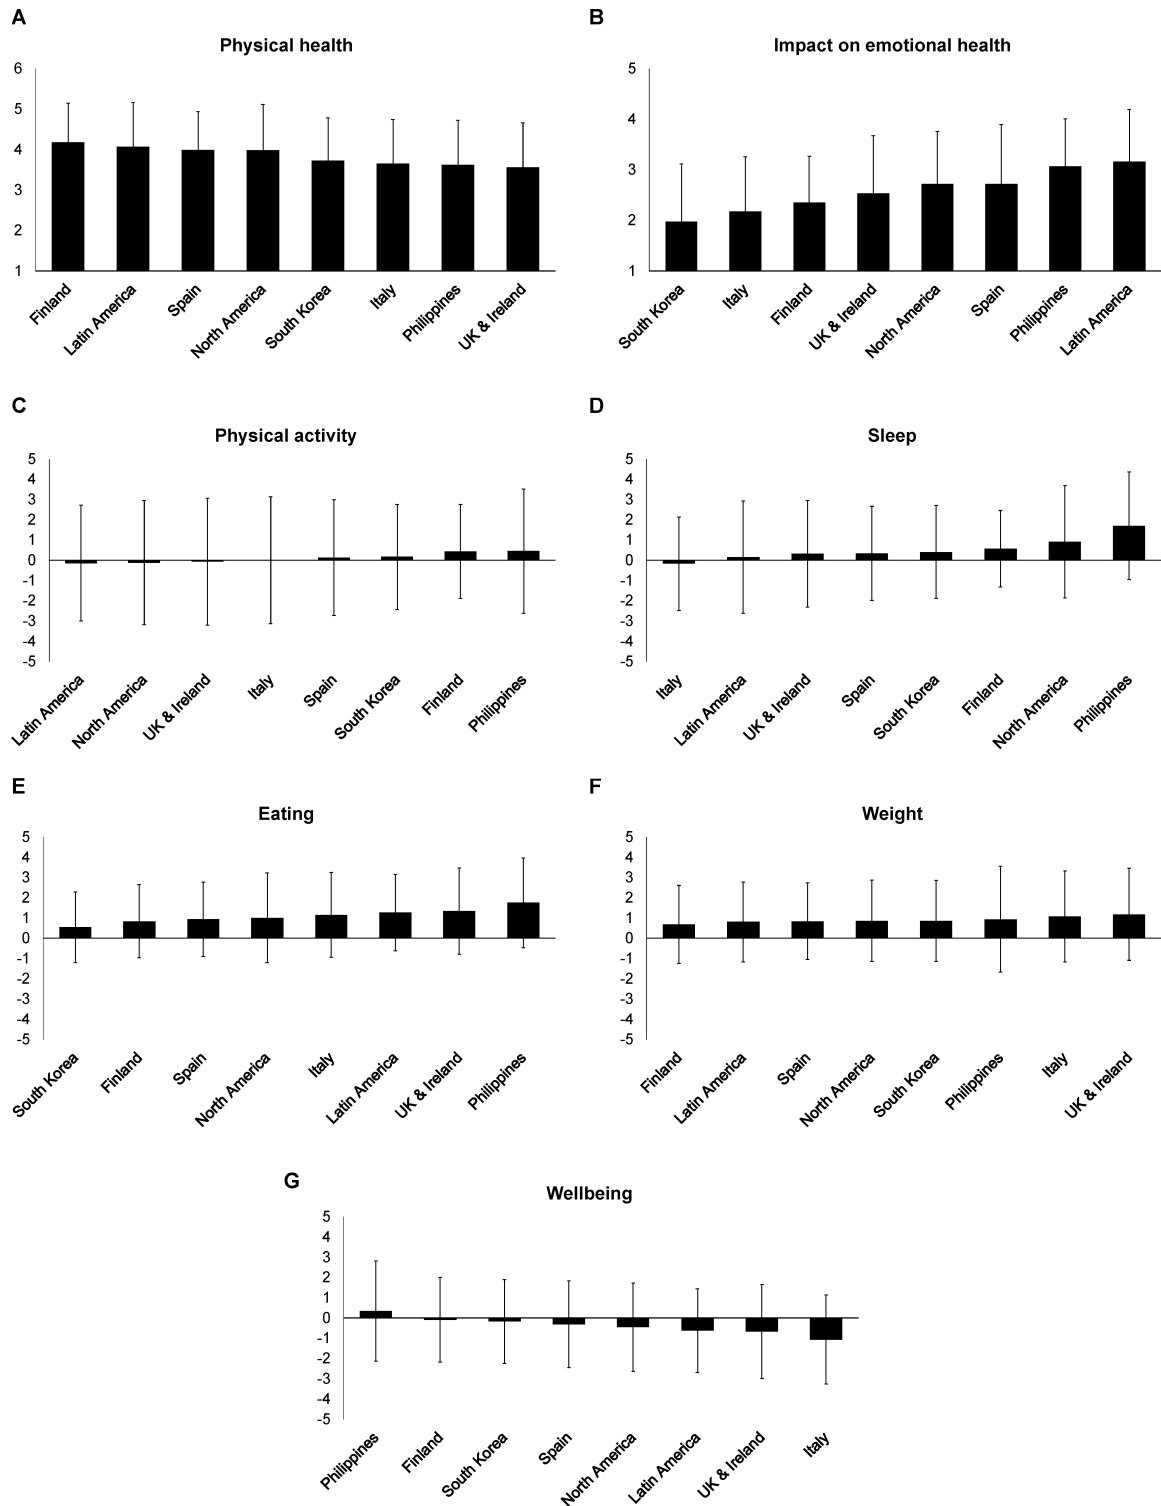 A
Physical health
6
5
4
3
2
1
Finland
Latin America
Spain
North America
South Korea
Italy
Philippines
UK & Ireland
B
Impact on emotional health
5
4
3
2
1
South Korea
Italy
Finland
UK & Ireland
North America
Spain
Philippines
Latin America
C
Physical activity
5
4
3
2
1
0
-1
-2
-3
-4
-5
Latin America
North America
UK & Ireland
Italy
Spain
South Korea
Finland
Philippines
D
Sleep
5
4
3
2
1
0
-1
-2
-3
-4
-5
Italy
Latin America
UK & Ireland
Spain
South Korea
Finland
North America
Philippines
E
Eating
5
4
3
2
1
0
-1
-2
-3
-4
-5
South Korea
Finland
Spain
North America
Italy
Latin America
UK & Ireland
Philippines
F
Weight
5
4
3
2
1
0
-1
-2
-3
-4
-5
Finland
Latin America
Spain
North America
South Korea
Philippines
Italy
UK & Ireland
G
Wellbeing
5
4
3
2
1
0
-1
-2
-3
-4
-5
Philippines
Finland
South Korea
Spain
North America
Latin America
UK & Ireland
Italy